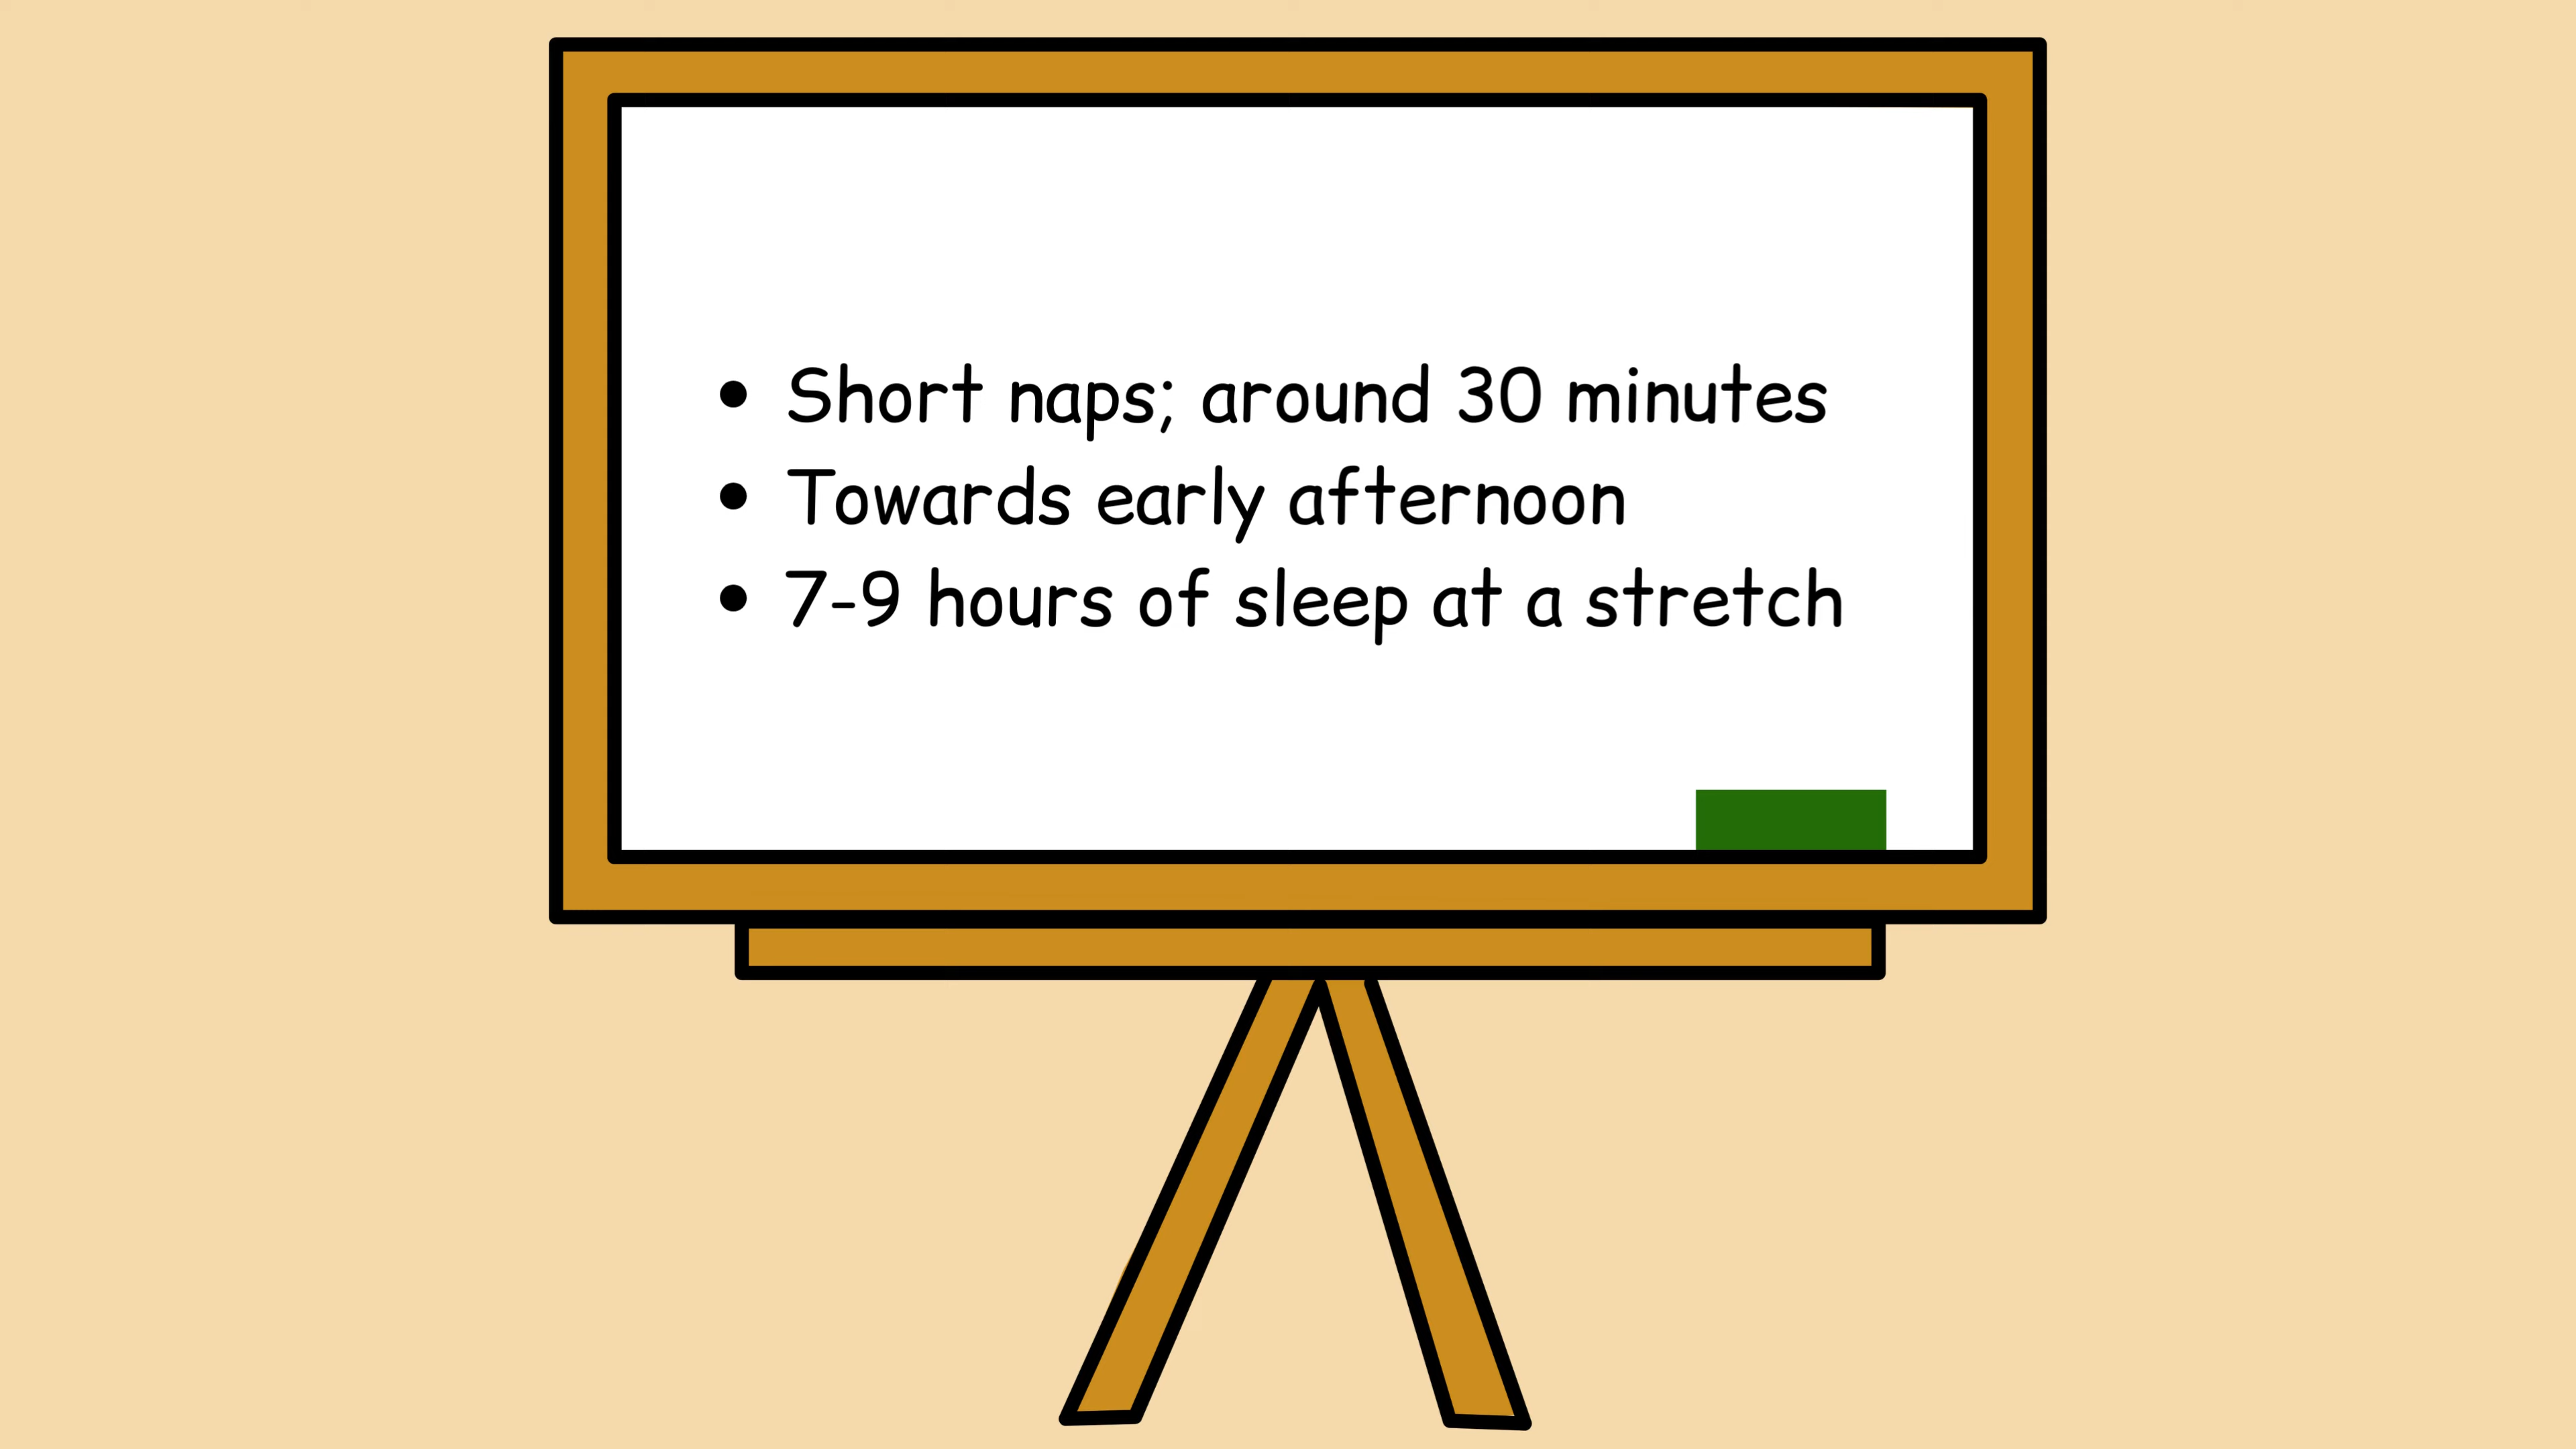 • Short naps; around 30 minutes
• Towards early afternoon
• 7-9 hours of sleep at a stretch